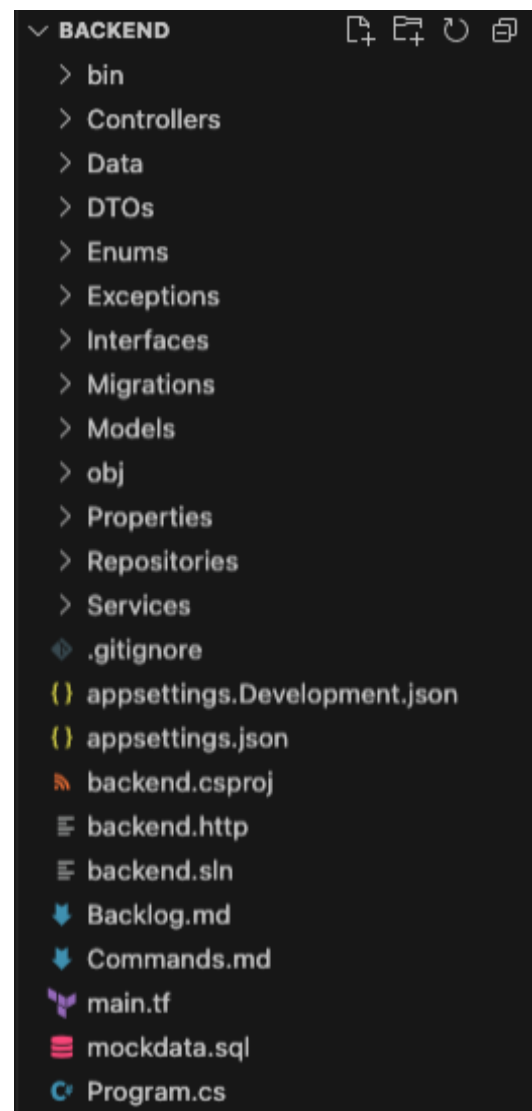 BACKEND
bin
Controllers
Data
DTOs
Enums
Exceptions
Interfaces
Migrations
Models
obj
Properties
Repositories
Services
.gitignore
appsettings.Development.json
appsettings.json
backend.csproj
backend.http
backend.sln
Backlog.md
Commands.md
main.tf
mockdata.sql
Program.cs